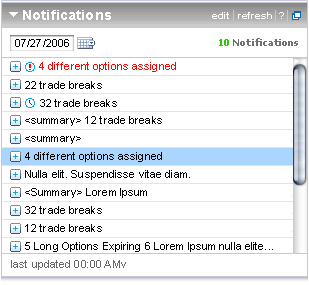 Notifications edit refresh ?
07/27/2006 10 Notifications
4 different options assigned
22 trade breaks
32 trade breaks
<summary> 12 trade breaks
<summary>
4 different options assigned
Nulla elit. Suspendisse vitae diam.
<Summary> Lorem Ipsum
32 trade breaks
12 trade breaks
5 Long Options Expiring 6 Lorem Ipsum nulla elite...
last updated 00:00 AMv